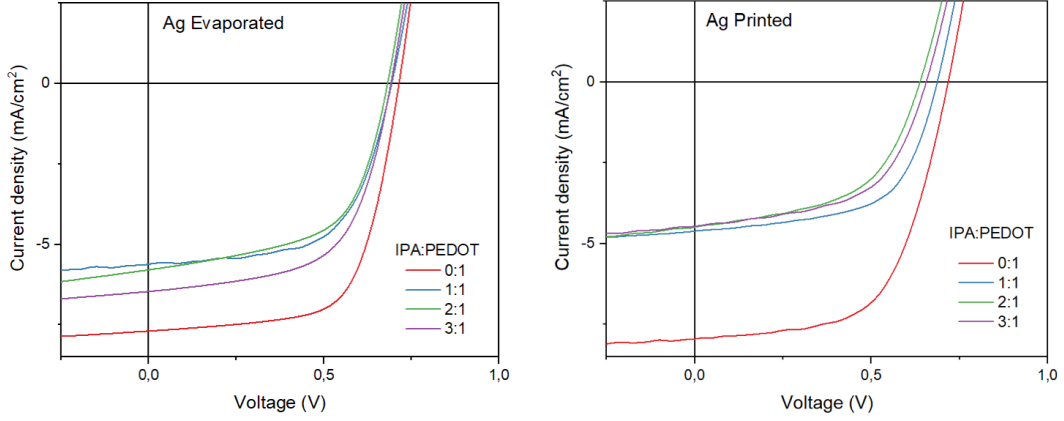 Ag Evaporated
Current density (mA/cm²)
0
-5
IPA:PEDOT
0:1
1:1
2:1
3:1
0,0
0,5
1,0
Voltage (V)
Ag Printed
Current density (mA/cm²)
0
-5
IPA:PEDOT
0:1
1:1
2:1
3:1
0,0
0,5
1,0
Voltage (V)